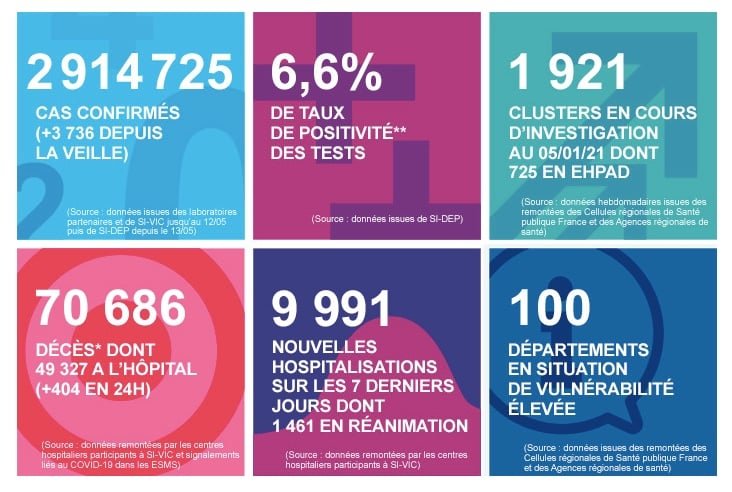 2 914 725
CAS CONFIRMÉS
(+3 736 DEPUIS
LA VEILLE)
(Source : données issues de laboratoires
partenaires et de SI-VIC jusqu'au 12/05
puis de SI-DEP depuis le 13/05)
6,6%
DE TAUX
DE POSITIVITÉ**
DES TESTS
(Source : données issues de SI-DEP)
1 921
CLUSTERS EN COURS
D'INVESTIGATION
AU 05/01/21 DONT
725 EN EHPAD
(Source : données hebdomadaires issues des
remontées des Cellules régionales de Santé
publique France et des Agences régionales de
santé)
70 686
DÉCÈS* DONT
49 327 A L'HÔPITAL
(+404 EN 24H)
(Source : données remontées par les centres
hospitaliers participants à SI-VIC et signalements
liés au COVID-19 dans les ESMS)
9 991
NOUVELLES
HOSPITALISATIONS
SUR LES 7 DERNIERS
JOURS DONT
1 461 EN RÉANIMATION
(Source : données remontées par les centres
hospitaliers participants à SI-VIC)
100
DÉPARTEMENTS
EN SITUATION
DE VULNÉRABILITÉ
ÉLEVÉE
(Source : données issues des remontées des
Cellules régionales de Santé publique France
et des Agences régionales de santé)